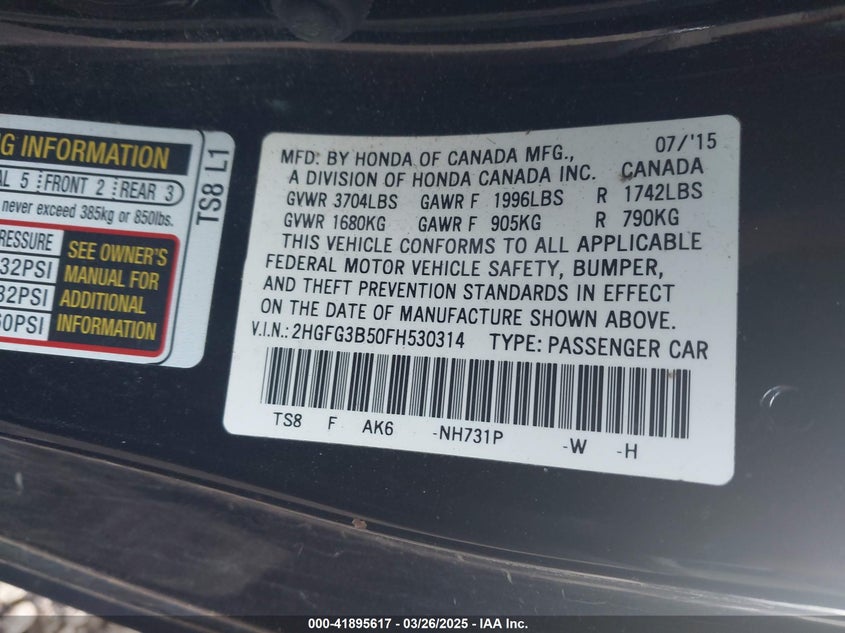 NG INFORMATION
AL 5 FRONT 2 REAR 3
never exceed 385kg or 850lbs.
RESSURE
32PSI
32PSI
60PSI
SEE OWNER'S
MANUAL FOR
ADDITIONAL
INFORMATION
TS8 L1
07/'15
MFD. BY HONDA OF CANADA MFG.,
A DIVISION OF HONDA CANADA INC. CANADA
GVWR 3704LBS GAWR F 1996LBS R 1742LBS
GVWR 1680KG GAWR F 905KG R 790KG
THIS VEHICLE CONFORMS TO ALL APPLICABLE
FEDERAL MOTOR VEHICLE SAFETY, BUMPER,
AND THEFT PREVENTION STANDARDS IN EFFECT
ON THE DATE OF MANUFACTURE SHOWN ABOVE.
V.I.N.: 2HGFG3B50FH530314 TYPE: PASSENGER CAR
TS8 F AK6 -NH731P -W -H
000-41895617 - 03/26/2025 - IAA Inc.